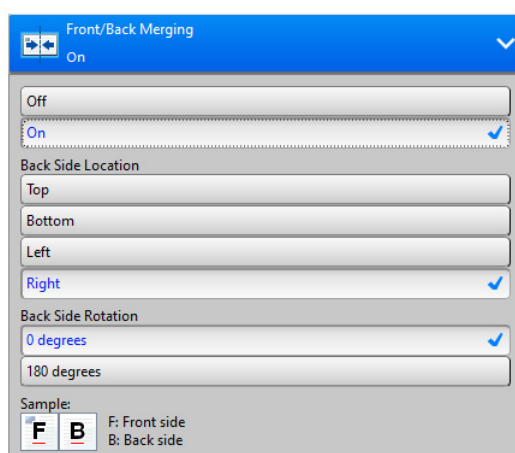 Front/Back Merging
On
Off
On
Back Side Location
Top
Bottom
Left
Right
Back Side Rotation
0 degrees
180 degrees
Sample:
F B
F: Front side
B: Back side